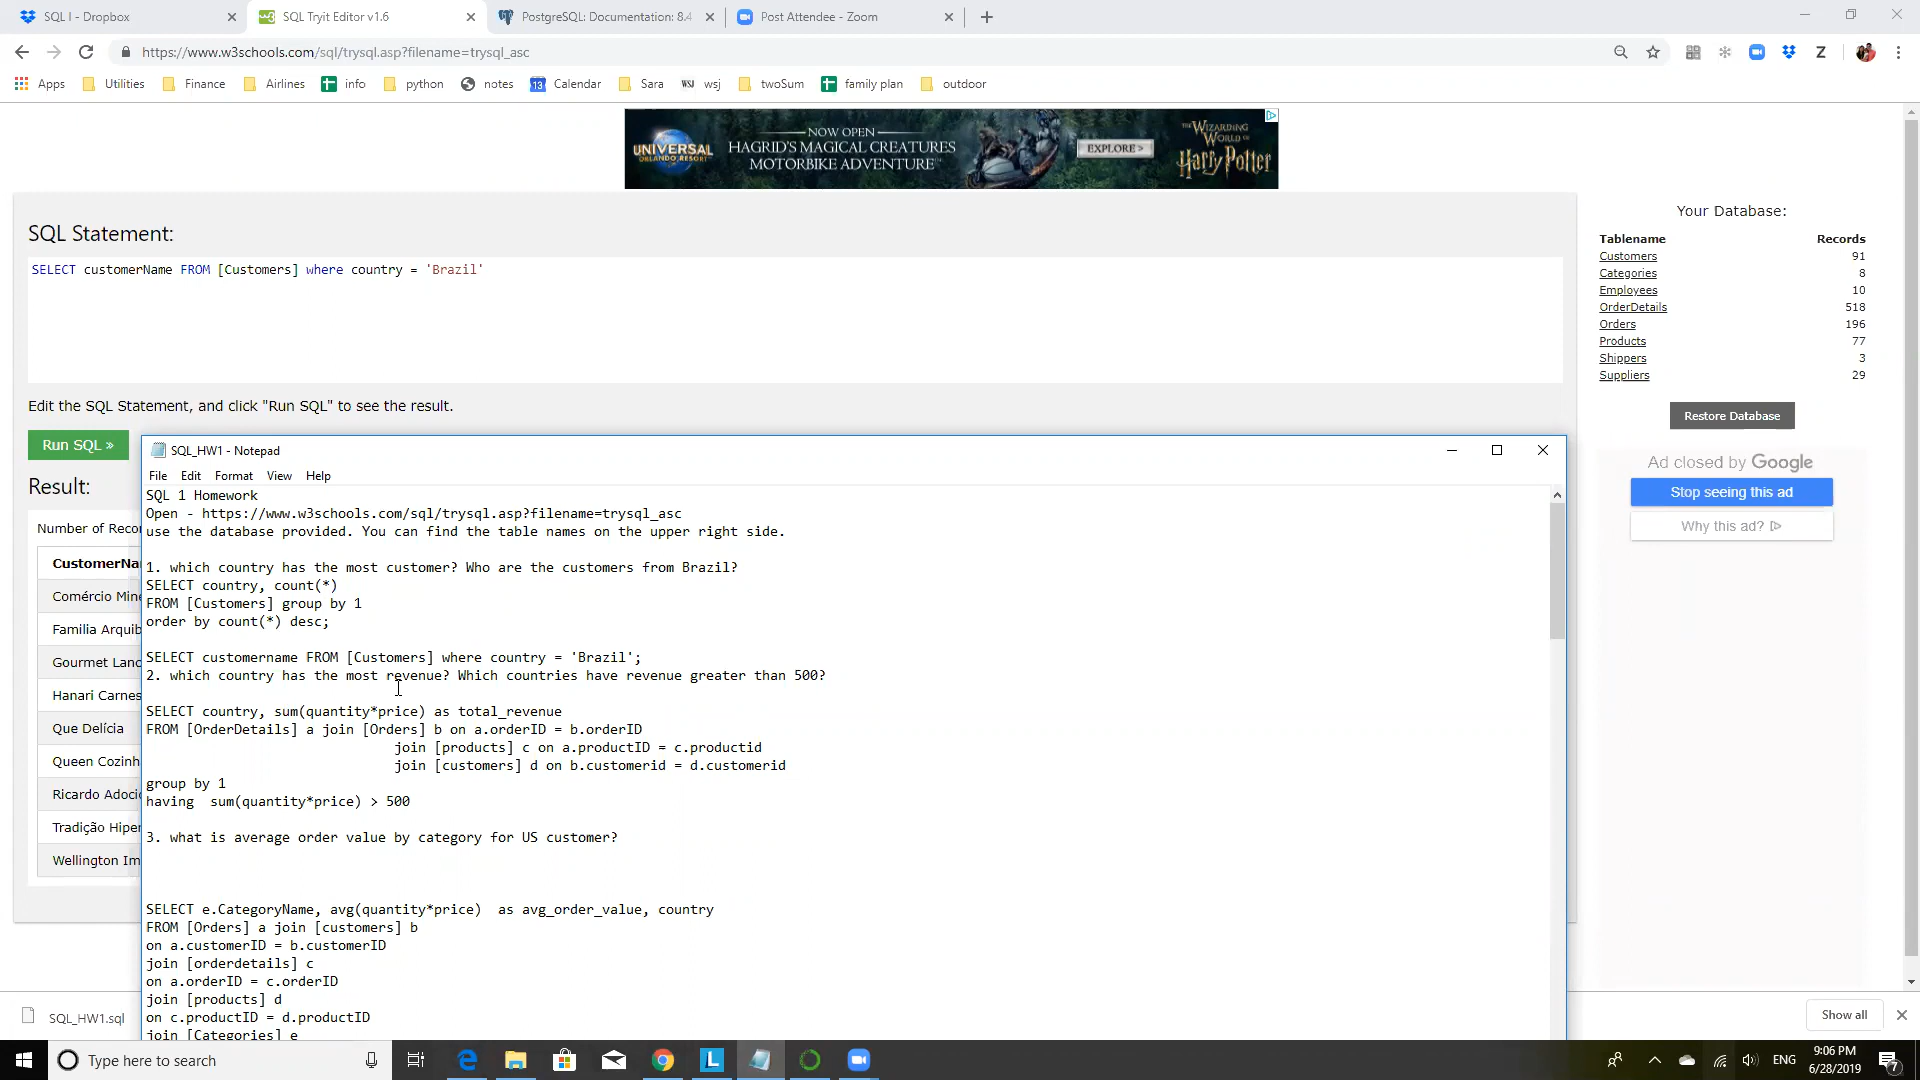 SQL I - Dropbox
SQL Tryit Editor v1.6
PostgreSQL: Documentation: 8.4
Post Attendee - Zoom
https://www.w3schools.com/sql/trysql.asp?filename=trysql_asc
Apps
Utilities
Finance
Airlines
info
python
notes
13 Calendar
Sara
WSJ wsj
twoSum
family plan
outdoor
UNIVERSAL
ORLANDO RESORT
NOW OPEN
HAGRID'S MAGICAL CREATURES
MOTORBIKE ADVENTURE
EXPLORE >
THE WIZARDING
WORLD OF
Harry Potter
SQL Statement:
SELECT customerName FROM [Customers] where country = 'Brazil'
Edit the SQL Statement, and click "Run SQL" to see the result.
Run SQL »
Result:
Number of Reco
CustomerNa
Comércio Mine
Familia Arquib
Gourmet Lanc
Hanari Carnes
Que Delícia
Queen Cozinh
Ricardo Adoci
Tradição Hiper
Wellington Im
Your Database:
Tablename Records
Customers 91
Categories 8
Employees 10
OrderDetails 518
Orders 196
Products 77
Shippers 3
Suppliers 29
Restore Database
Ad closed by Google
Stop seeing this ad
Why this ad?
SQL_HW1 - Notepad
File Edit Format View Help
SQL 1 Homework
Open - https://www.w3schools.com/sql/trysql.asp?filename=trysql_asc
use the database provided. You can find the table names on the upper right side.
1. which country has the most customer? Who are the customers from Brazil?
SELECT country, count(*)
FROM [Customers] group by 1
order by count(*) desc;
SELECT customername FROM [Customers] where country = 'Brazil';
2. which country has the most revenue? Which countries have revenue greater than 500?
SELECT country, sum(quantity*price) as total_revenue
FROM [OrderDetails] a join [Orders] b on a.orderID = b.orderID
join [products] c on a.productID = c.productid
join [customers] d on b.customerid = d.customerid
group by 1
having sum(quantity*price) > 500
3. what is average order value by category for US customer?
SELECT e.CategoryName, avg(quantity*price) as avg_order_value, country
FROM [Orders] a join [customers] b
on a.customerID = b.customerID
join [orderdetails] c
on a.orderID = c.orderID
join [products] d
on c.productID = d.productID
join [Categories] e
SQL_HW1.sql
Show all
Type here to search
ENG
9:06 PM
6/28/2019
7